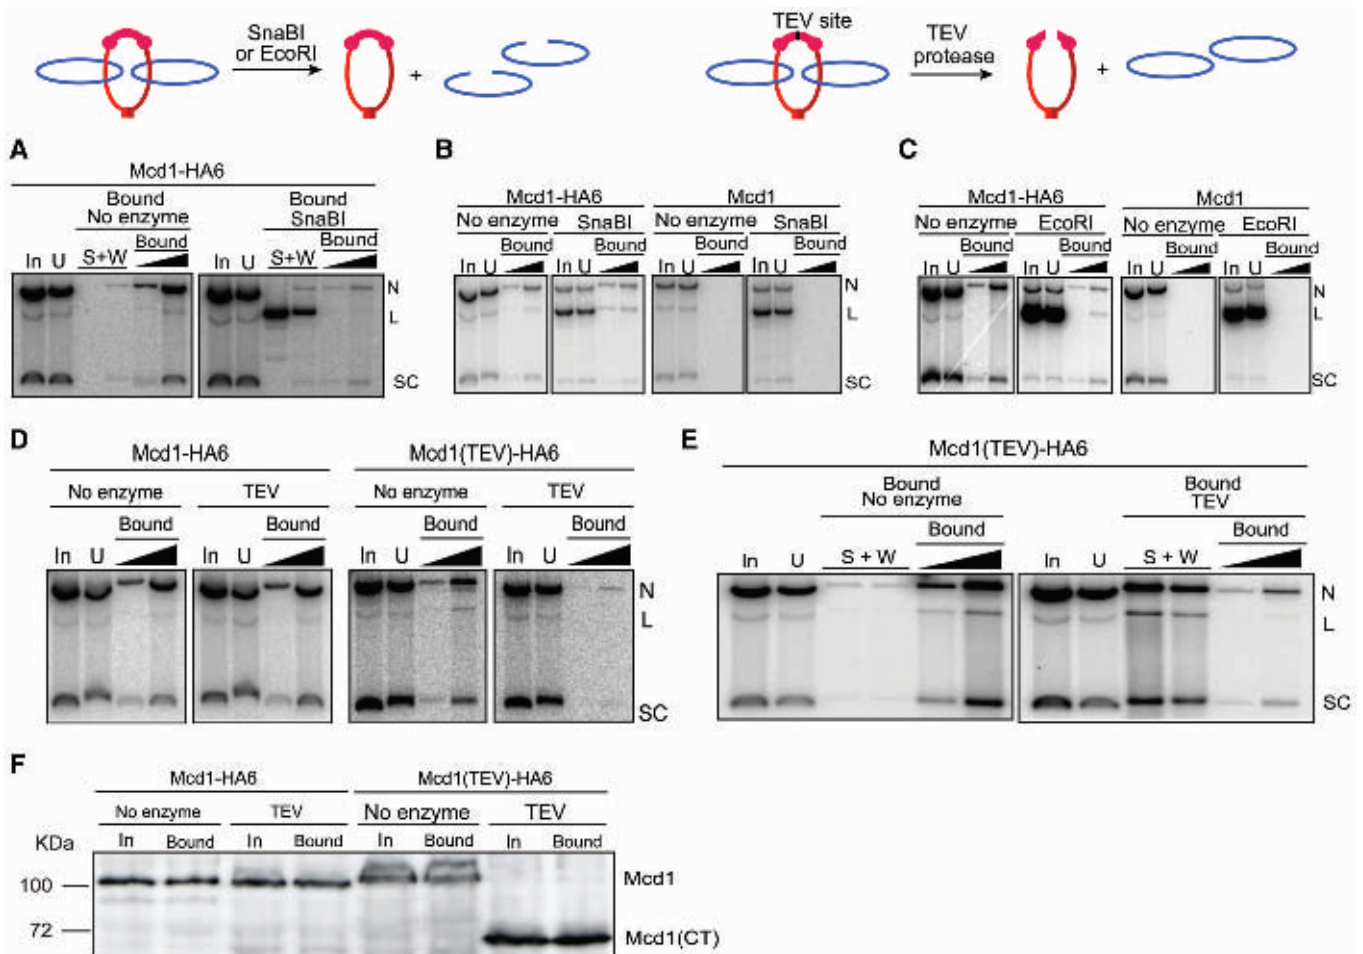 SnaBI
or EcoRI
+
TEV site
TEV
protease
+
A
Mcd1-HA6
Bound
No enzyme
Bound
SnaBI
Bound
Bound
In U S+W
In U S+W
N
L
SC
B
Mcd1-HA6 Mcd1
No enzyme SnaBI No enzyme SnaBI
Bound Bound Bound Bound
In U In U In U In U
N
L
SC
C
Mcd1-HA6 Mcd1
No enzyme EcoRI No enzyme EcoRI
Bound Bound Bound Bound
In U In U In U In U
N
L
SC
D
Mcd1-HA6 Mcd1(TEV)-HA6
No enzyme TEV No enzyme TEV
Bound Bound Bound Bound
In U In U In U In U
N
L
SC
E
Mcd1(TEV)-HA6
Bound
No enzyme
Bound
TEV
Bound Bound
In U S + W In U S + W
N
L
SC
F
Mcd1-HA6 Mcd1(TEV)-HA6
No enzyme TEV No enzyme TEV
KDa In Bound In Bound In Bound In Bound
100
72
Mcd1
Mcd1(CT)